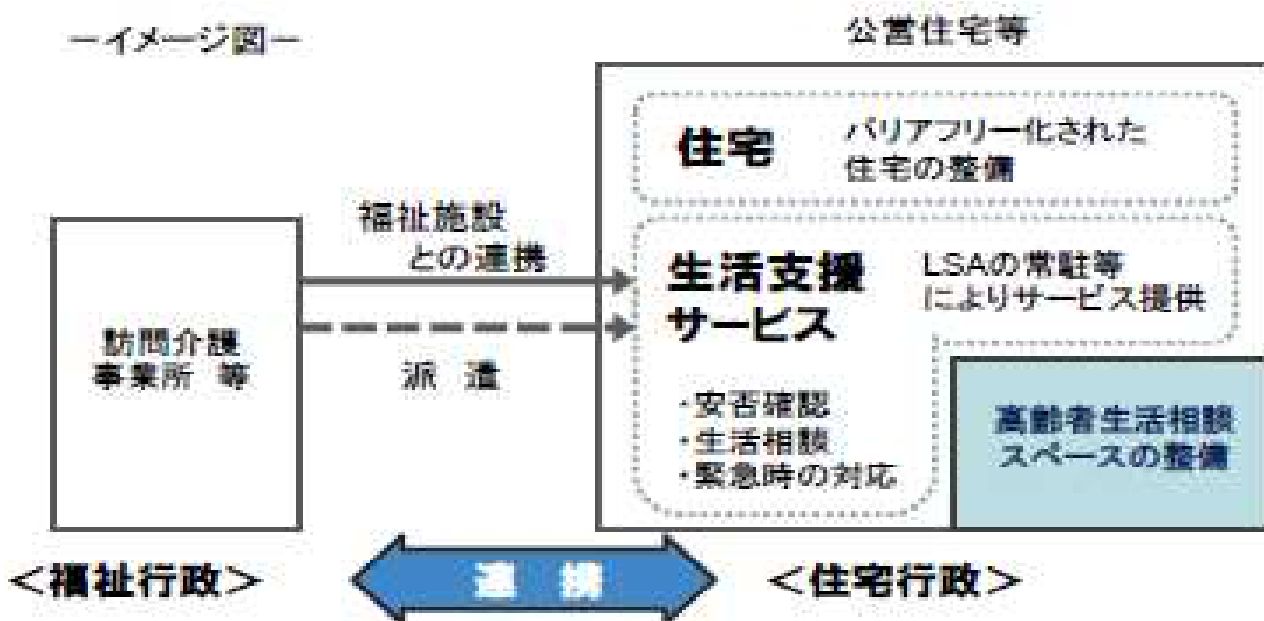 －イメージ図－
公営住宅等
住宅
バリアフリー化された
住宅の整備
福祉施設
との連携
生活支援
サービス
LSAの常駐等
によりサービス提供
訪問介護
事業所 等
派 遣
・安否確認
・生活相談
・緊急時の対応
高齢者生活相談
スペースの整備
＜福祉行政＞
連 携
＜住宅行政＞